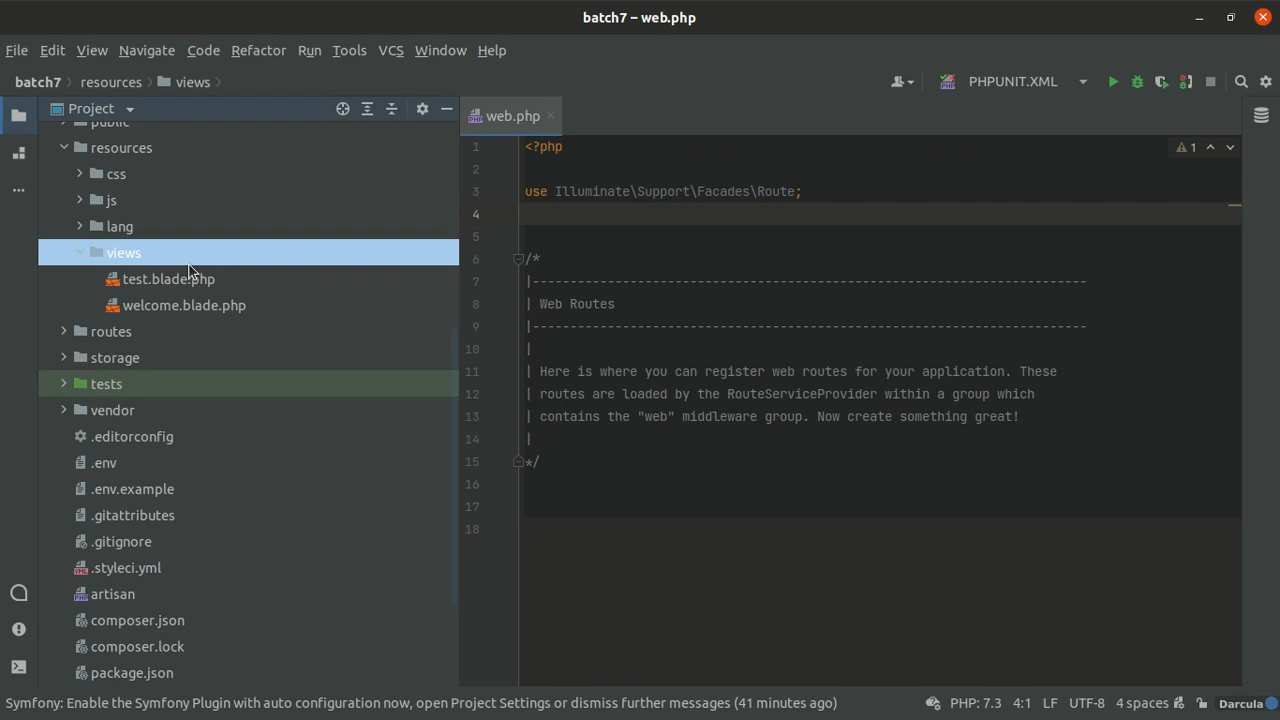 batch7 – web.php
File Edit View Navigate Code Refactor Run Tools VCS Window Help
batch7 resources views
PHPUNIT.XML
Project
web.php
public
resources
css
js
lang
views
test.blade.php
welcome.blade.php
routes
storage
tests
vendor
.editorconfig
.env
.env.example
.gitattributes
.gitignore
.styleci.yml
artisan
composer.json
composer.lock
package.json
1 <?php
2
3 use Illuminate\Support\Facades\Route;
4
5
6 /*
7 |--------------------------------------------------------------------------
8 | Web Routes
9 |--------------------------------------------------------------------------
10 |
11 | Here is where you can register web routes for your application. These
12 | routes are loaded by the RouteServiceProvider within a group which
13 | contains the "web" middleware group. Now create something great!
14 |
15 */
16
17
18
1
Symfony: Enable the Symfony Plugin with auto configuration now, open Project Settings or dismiss further messages (41 minutes ago)
PHP: 7.3 4:1 LF UTF-8 4 spaces Darcula